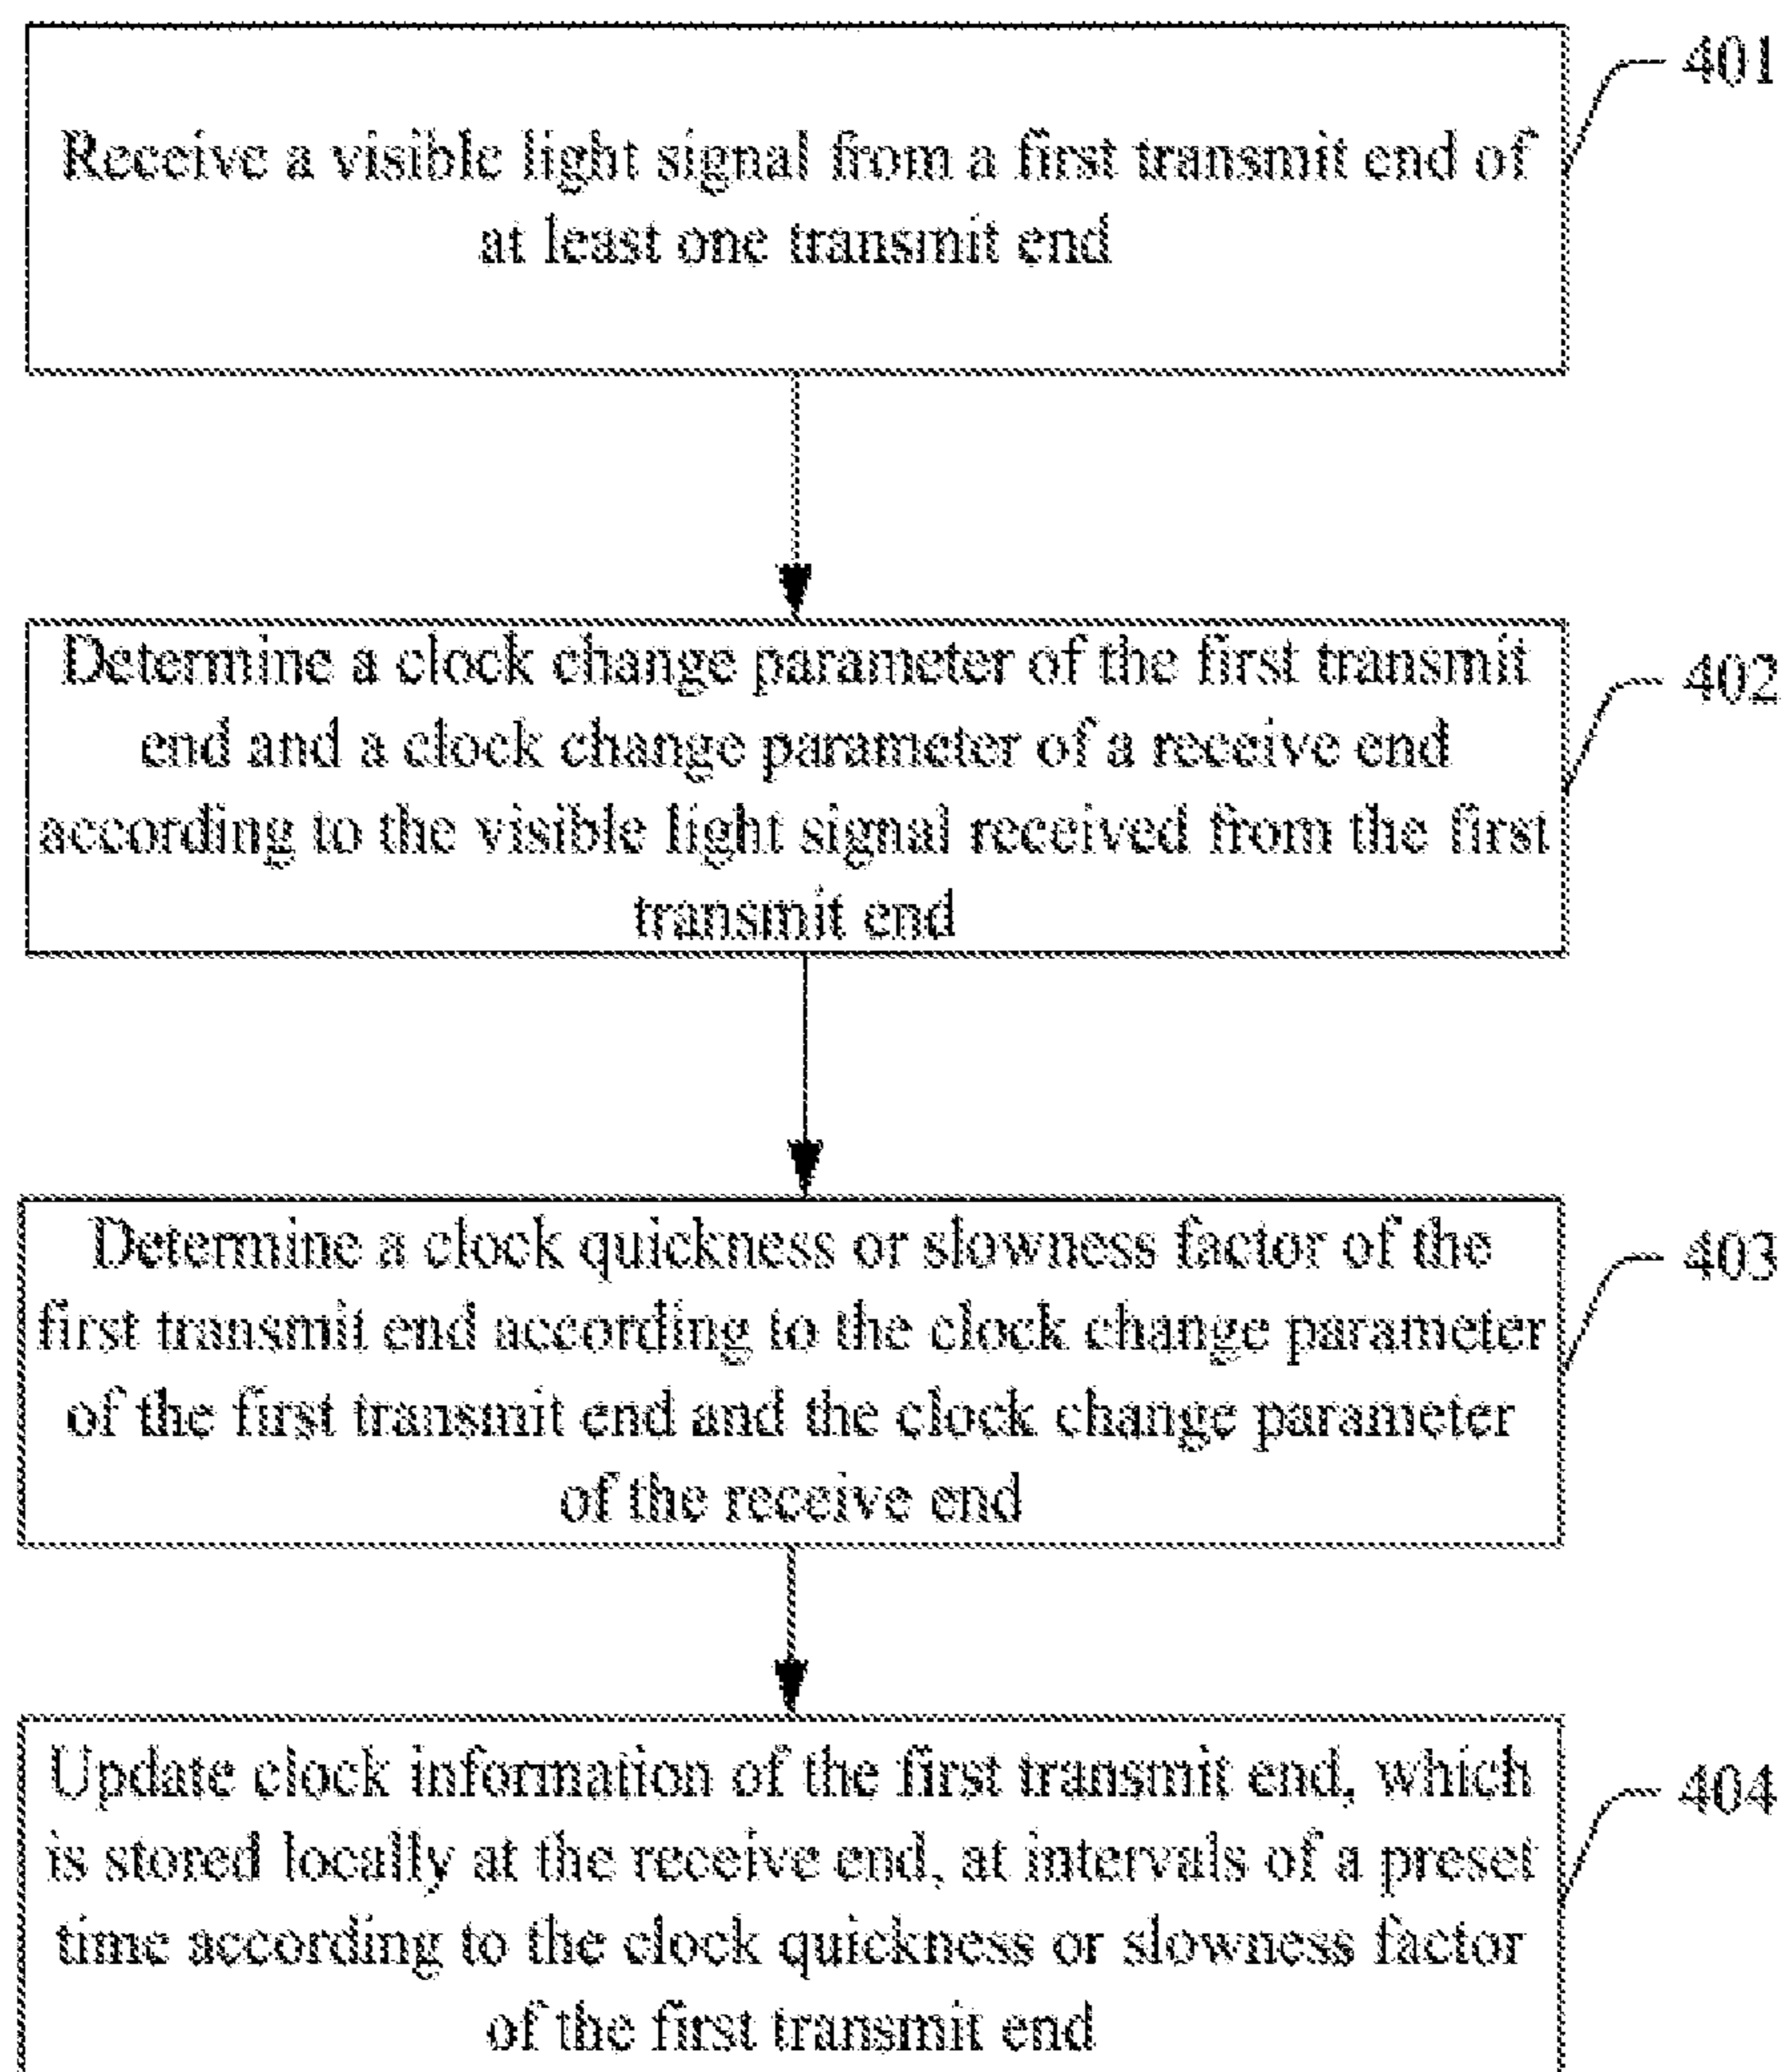 401
Receive a visible light signal from a first transmit end of
at least one transmit end
402
Determine a clock change parameter of the first transmit
end and a clock change parameter of a receive end
according to the visible light signal received from the first
transmit end
403
Determine a clock quickness or slowness factor of the
first transmit end according to the clock change parameter
of the first transmit end and the clock change parameter
of the receive end
404
Update clock information of the first transmit end, which
is stored locally at the receive end, at intervals of a preset
time according to the clock quickness or slowness factor
of the first transmit end